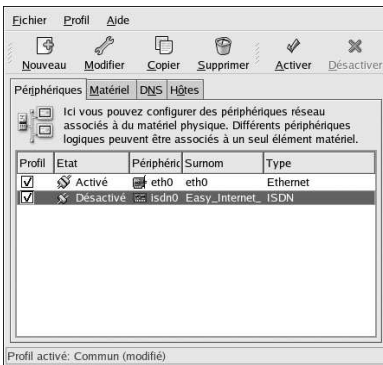 Fichier Profil Aide
Nouveau Modifier Copier Supprimer Activer Désactiver
Périphériques Matériel DNS Hôtes
Ici vous pouvez configurer des périphériques réseau
associés à du matériel physique. Différents périphériques
logiques peuvent être associés à un seul élément matériel.
Profil Etat Périphéric Surnom Type
Activé eth0 eth0 Ethernet
Désactivé isdn0 Easy_Internet_ ISDN
Profil activé: Commun (modifié)